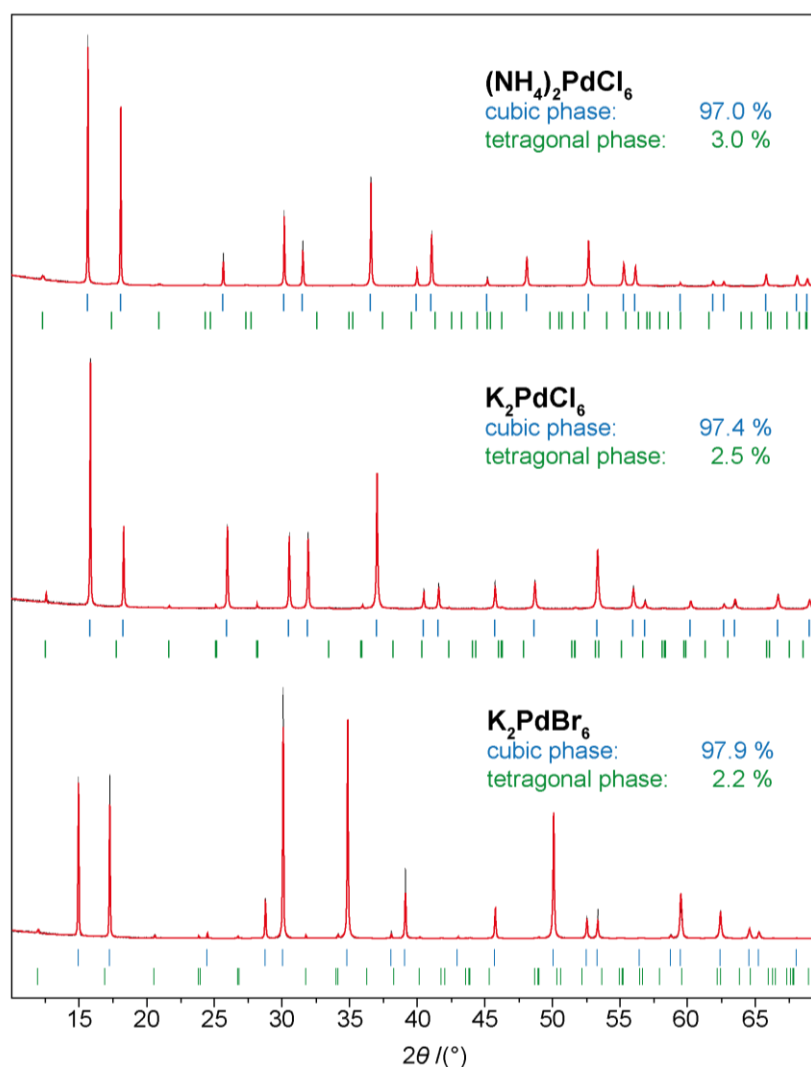 (NH₄)₂PdCl₆
cubic phase: 97.0 %
tetragonal phase: 3.0 %
K₂PdCl₆
cubic phase: 97.4 %
tetragonal phase: 2.5 %
K₂PdBr₆
cubic phase: 97.9 %
tetragonal phase: 2.2 %
15 20 25 30 35 40 45 50 55 60 65
2θ /(°)